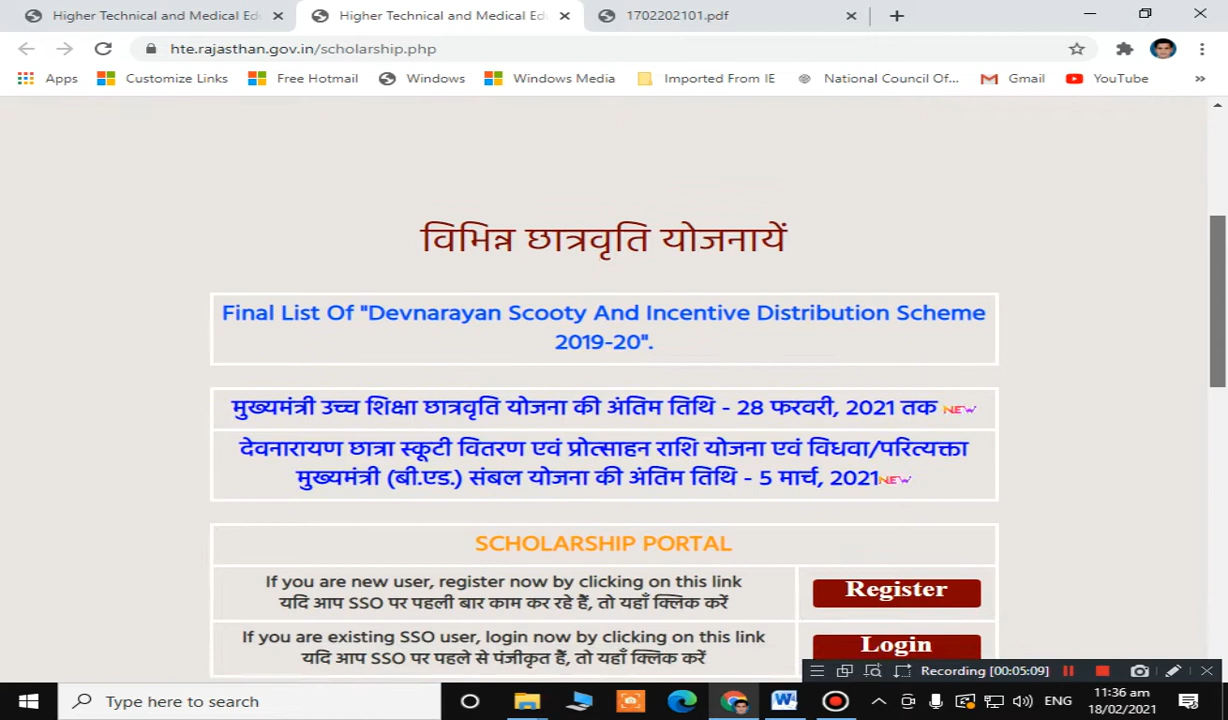 Higher Technical and Medical Edu
Higher Technical and Medical Edu
1702202101.pdf
hte.rajasthan.gov.in/scholarship.php
Apps
Customize Links
Free Hotmail
Windows
Windows Media
Imported From IE
National Council Of...
Gmail
YouTube
»
विभिन्न छात्रवृति योजनायें
Final List Of "Devnarayan Scooty And Incentive Distribution Scheme
2019-20".
मुख्यमंत्री उच्च शिक्षा छात्रवृति योजना की अंतिम तिथि - 28 फरवरी, 2021 तक NEW
देवनारायण छात्रा स्कूटी वितरण एवं प्रोत्साहन राशि योजना एवं विधवा/परित्यक्ता
मुख्यमंत्री (बी.एड.) संबल योजना की अंतिम तिथि - 5 मार्च, 2021 NEW
SCHOLARSHIP PORTAL
If you are new user, register now by clicking on this link
यदि आप SSO पर पहली बार काम कर रहे हैं, तो यहाँ क्लिक करें
Register
If you are existing SSO user, login now by clicking on this link
यदि आप SSO पर पहले से पंजीकृत हैं, तो यहाँ क्लिक करें
Login
Recording [00:05:09]
Type here to search
ENG
11:36 am
18/02/2021